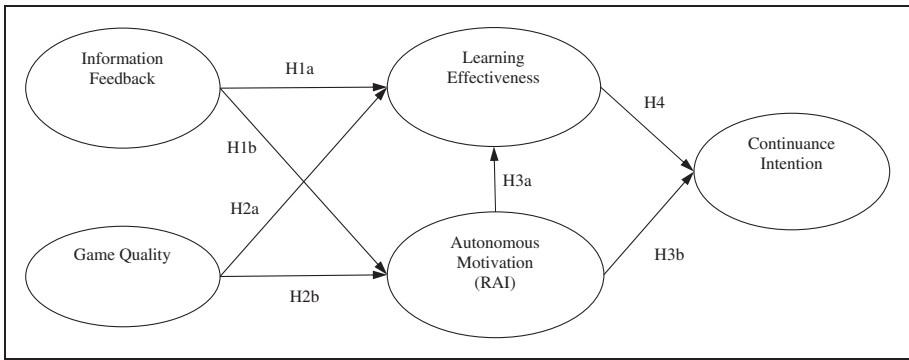 Information
Feedback
H1a
Learning
Effectiveness
H4
H1b
Continuance
Intention
H2a
H3a
Game Quality
Autonomous
Motivation
(RAI)
H3b
H2b